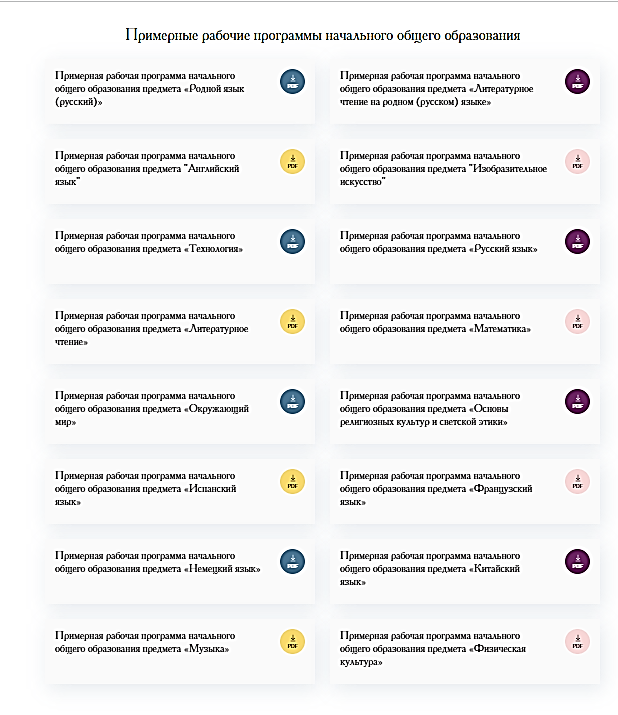 Примерные рабочие программы начального общего образования
Примерная рабочая программа начального
общего образования предмета «Родной язык
(русский)»
PDF
Примерная рабочая программа начального
общего образования предмета «Литературное
чтение на родном (русском) языке»
PDF
Примерная рабочая программа начального
общего образования предмета "Английский
язык"
PDF
Примерная рабочая программа начального
общего образования предмета "Изобразительное
искусство"
PDF
Примерная рабочая программа начального
общего образования предмета «Технология»
PDF
Примерная рабочая программа начального
общего образования предмета «Русский язык»
PDF
Примерная рабочая программа начального
общего образования предмета «Литературное
чтение»
PDF
Примерная рабочая программа начального
общего образования предмета «Математика»
PDF
Примерная рабочая программа начального
общего образования предмета «Окружающий
мир»
PDF
Примерная рабочая программа начального
общего образования предмета «Основы
религиозных культур и светской этики»
PDF
Примерная рабочая программа начального
общего образования предмета «Испанский
язык»
PDF
Примерная рабочая программа начального
общего образования предмета «Французский
язык»
PDF
Примерная рабочая программа начального
общего образования предмета «Немецкий язык»
PDF
Примерная рабочая программа начального
общего образования предмета «Китайский
язык»
PDF
Примерная рабочая программа начального
общего образования предмета «Музыка»
PDF
Примерная рабочая программа начального
общего образования предмета «Физическая
культура»
PDF